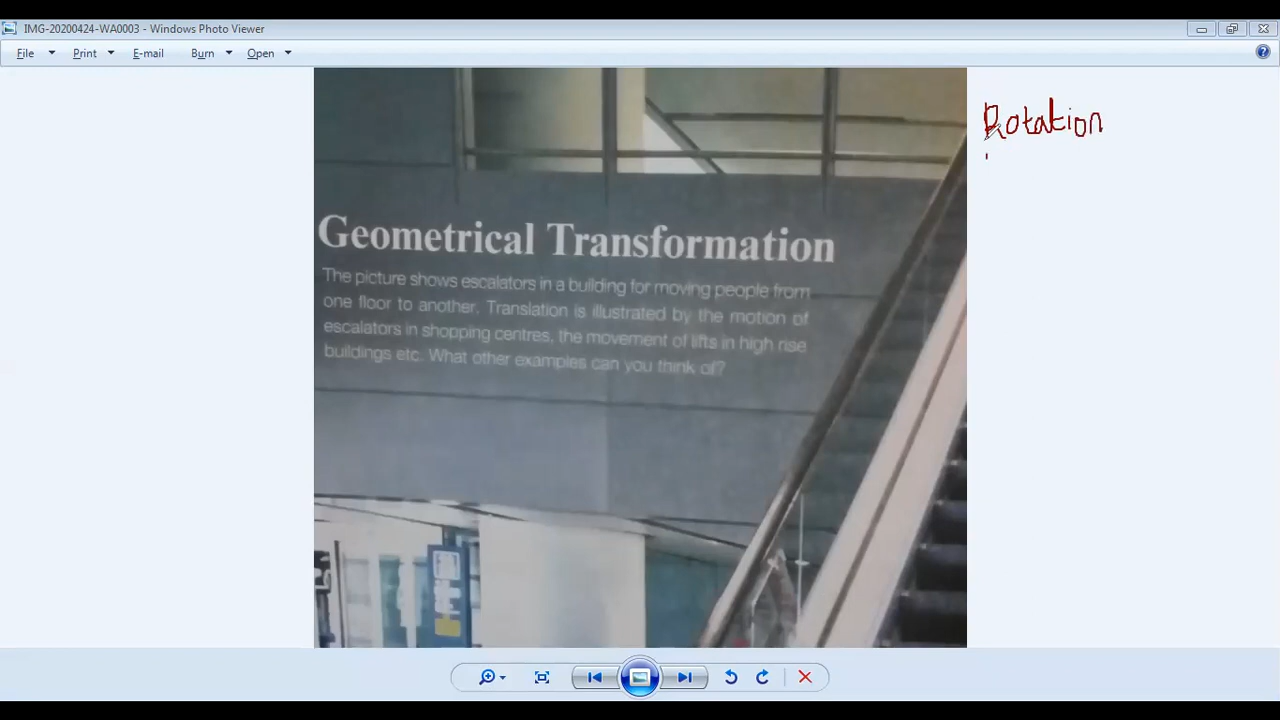 IMG-20200424-WA0003 - Windows Photo Viewer
File Print E-mail Burn Open
Rotation
Geometrical Transformation
The picture shows escalators in a building for moving people from
one floor to another. Translation is illustrated by the motion of
escalators in shopping centres, the movement of lifts in high rise
buildings etc. What other examples can you think of?